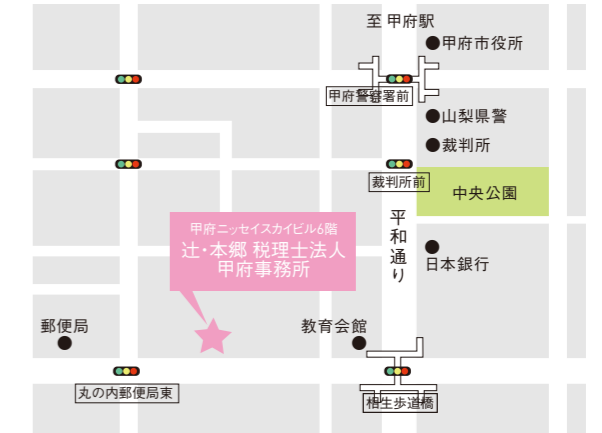 至 甲府駅
甲府市役所
甲府警察署前
山梨県警
裁判所
裁判所前
中央公園
平和通り
甲府ニッセイスカイビル6階
辻・本郷 税理士法人
甲府事務所
日本銀行
郵便局
教育会館
丸の内郵便局東
相生歩道橋